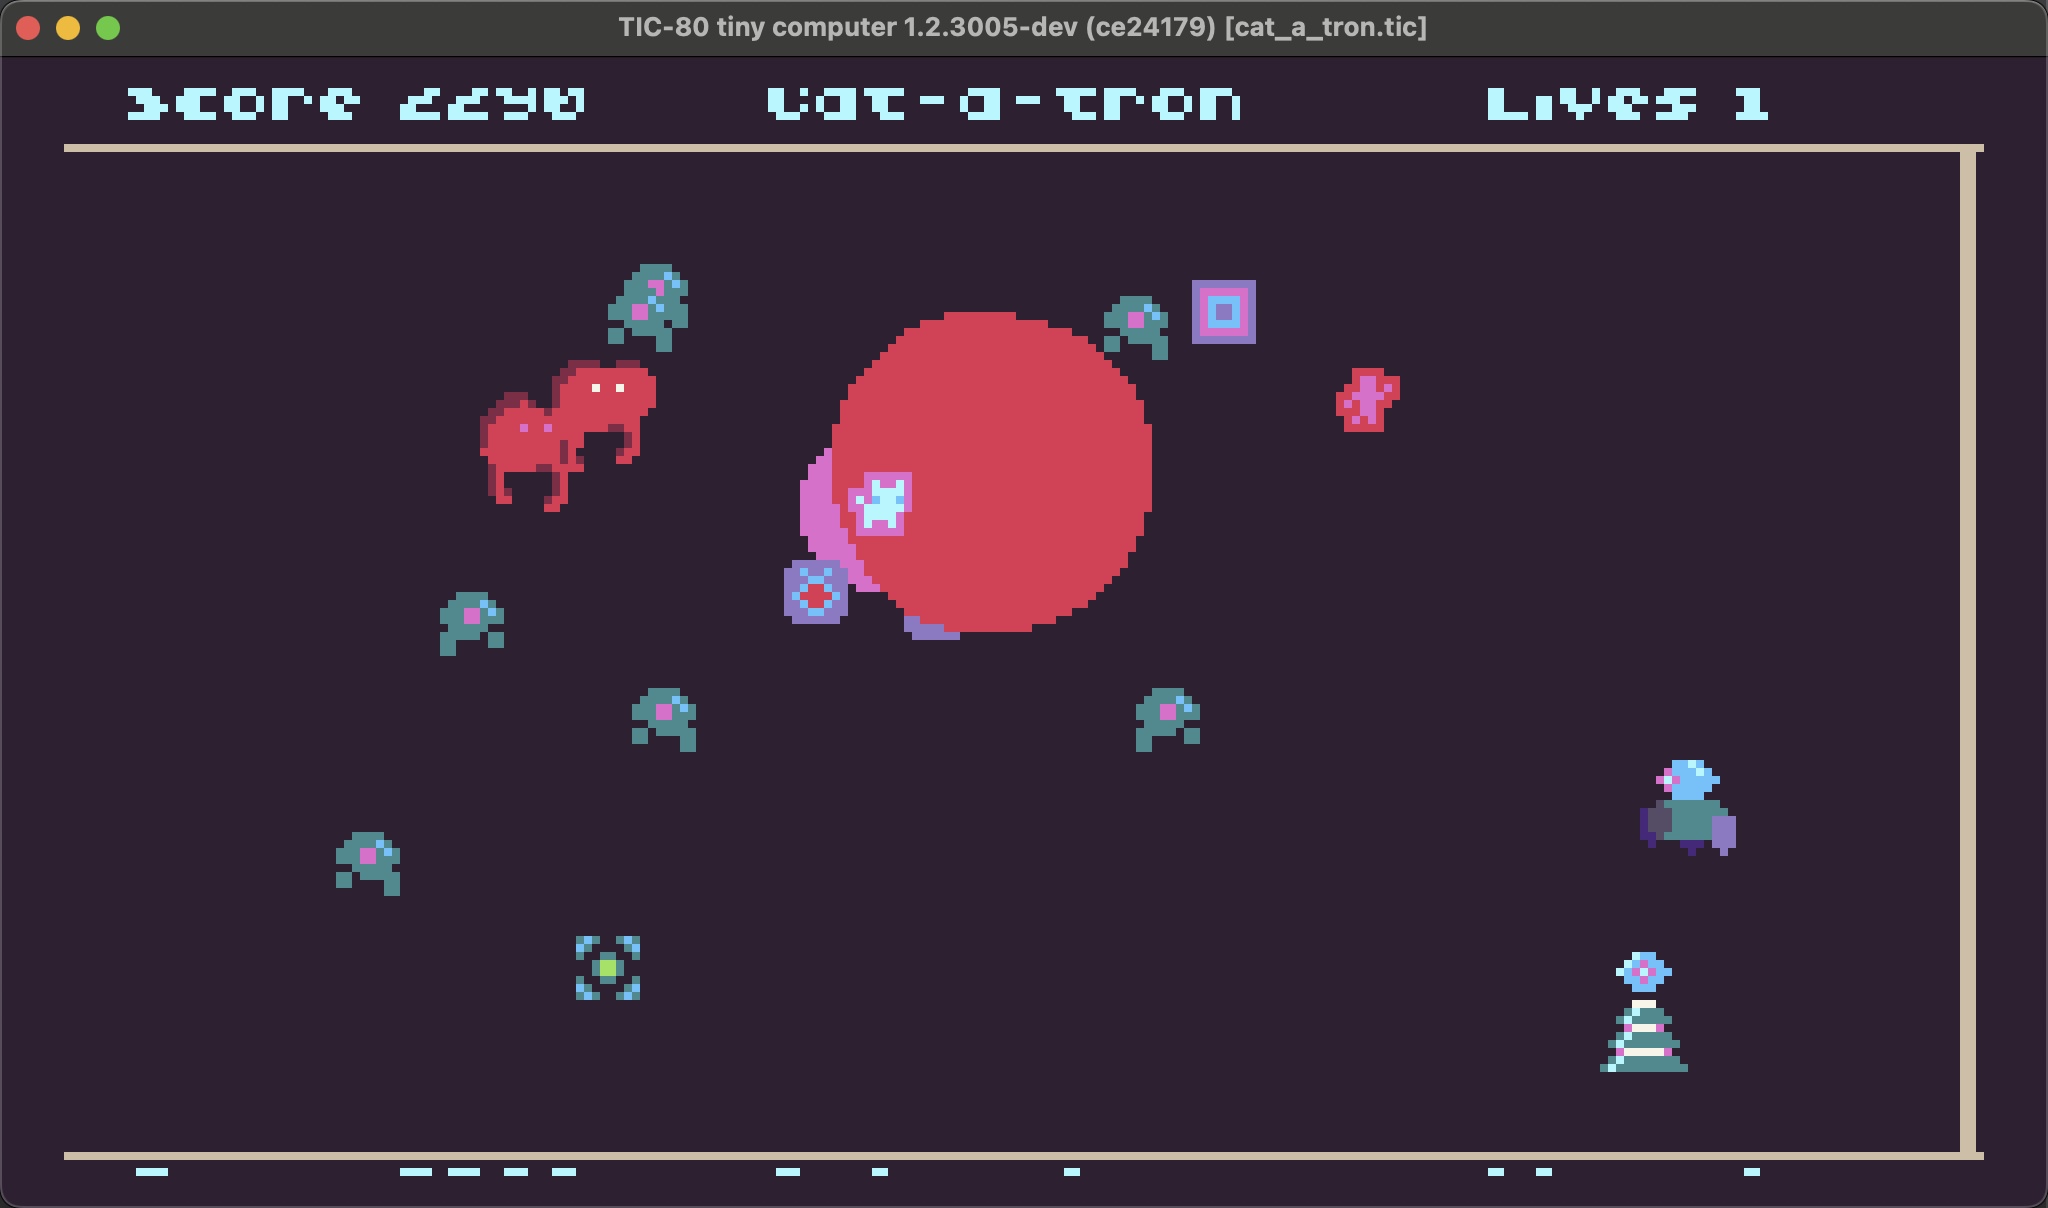 TIC-80 tiny computer 1.2.3005-dev (ce24179) [cat_a_tron.tic]
Score 2290 Cat-a-tron Lives 1